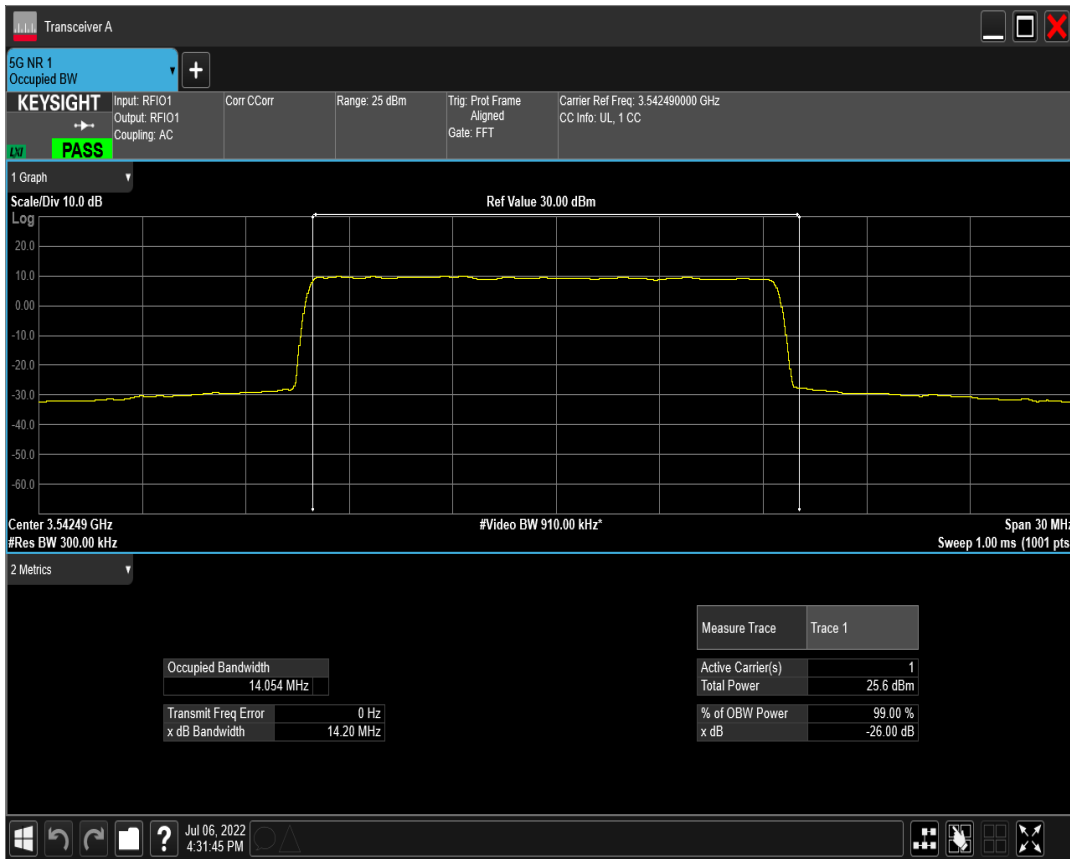 Transceiver A
5G NR 1
Occupied BW
+
KEYSIGHT
LXI
PASS
Input: RFIO1
Output: RFIO1
Coupling: AC
Corr CCorr
Range: 25 dBm
Trig: Prot Frame
Aligned
Gate: FFT
Carrier Ref Freq: 3.542490000 GHz
CC Info: UL, 1 CC
1 Graph
Scale/Div 10.0 dB
Ref Value 30.00 dBm
Log
20.0
10.0
0.00
-10.0
-20.0
-30.0
-40.0
-50.0
-60.0
Center 3.54249 GHz
#Video BW 910.00 kHz*
Span 30 MHz
#Res BW 300.00 kHz
Sweep 1.00 ms (1001 pts
2 Metrics
Measure Trace Trace 1
Occupied Bandwidth
14.054 MHz
Active Carrier(s) 1
Total Power 25.6 dBm
Transmit Freq Error 0 Hz
x dB Bandwidth 14.20 MHz
% of OBW Power 99.00 %
x dB -26.00 dB
?
Jul 06, 2022
4:31:45 PM